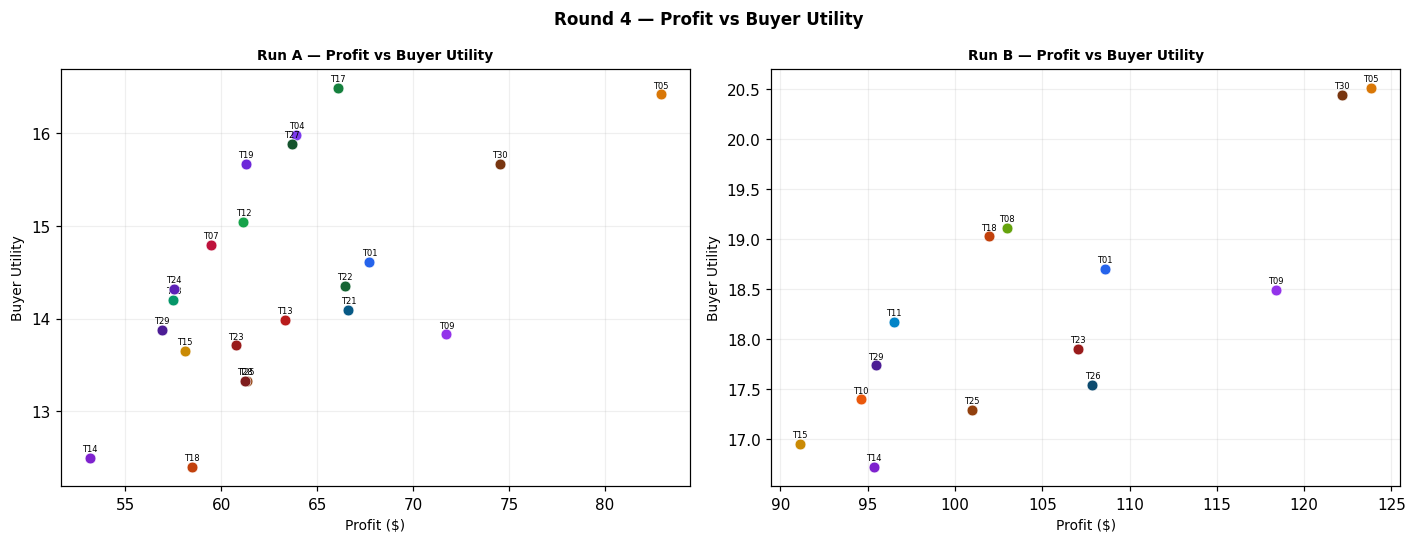 Round 4 — Profit vs Buyer Utility
Run A — Profit vs Buyer Utility
T17
T05
T04
T27
T19
T30
T12
T07
T01
T22
T24
T21
T13
T29
T09
T23
T15
T28
T14
T18
16
15
14
13
Buyer Utility
55 60 65 70 75 80
Profit ($)
Run B — Profit vs Buyer Utility
T05
T30
T08
T18
T01
T09
T11
T23
T29
T26
T10
T25
T15
T14
20.5
20.0
19.5
19.0
18.5
18.0
17.5
17.0
Buyer Utility
90 95 100 105 110 115 120 125
Profit ($)